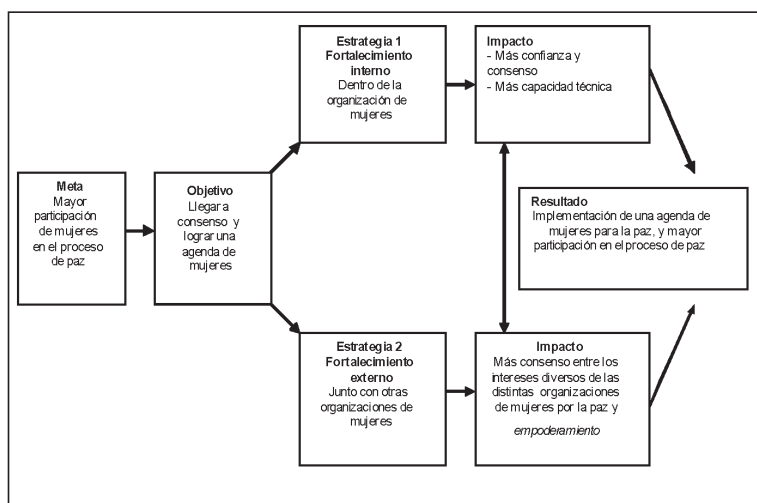 Meta
Mayor
participación
de mujeres
en el proceso
de paz
Objetivo
Llegar a
consenso y
lograr una
agenda de
mujeres
Estrategia 1
Fortalecimiento
interno
Dentro de la
organización de
mujeres
Impacto
- Más confianza y
consenso
- Más capacidad técnica
Estrategia 2
Fortalecimiento
externo
Junto con otras
organizaciones de
mujeres
Impacto
Más consenso entre los
intereses diversos de las
distintas organizaciones
de mujeres por la paz y
empoderamiento
Resultado
Implementación de una agenda de
mujeres para la paz, y mayor
participación en el proceso de paz